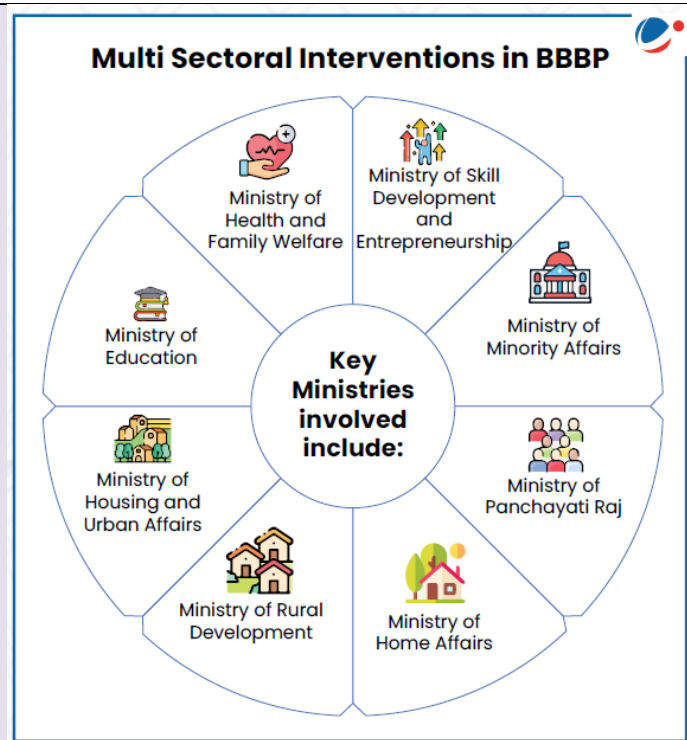 Multi Sectoral Interventions in BBBP
Ministry of
Health and
Family Welfare
Ministry of Skill
Development
and
Entrepreneurship
Ministry of
Minority Affairs
Ministry of
Panchayati Raj
Ministry of
Home Affairs
Ministry of Rural
Development
Ministry of
Housing and
Urban Affairs
Ministry of
Education
Key
Ministries
involved
include: